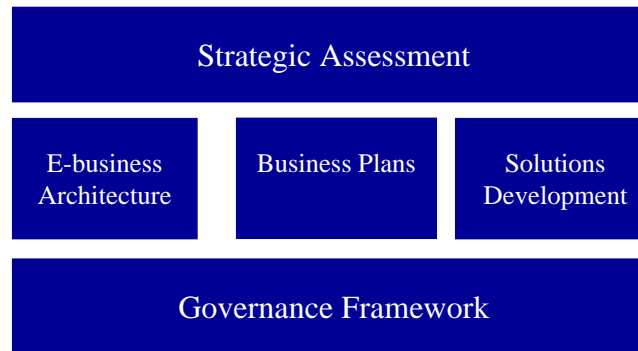 Strategic Assessment
E-business
Architecture
Business Plans
Solutions
Development
Governance Framework